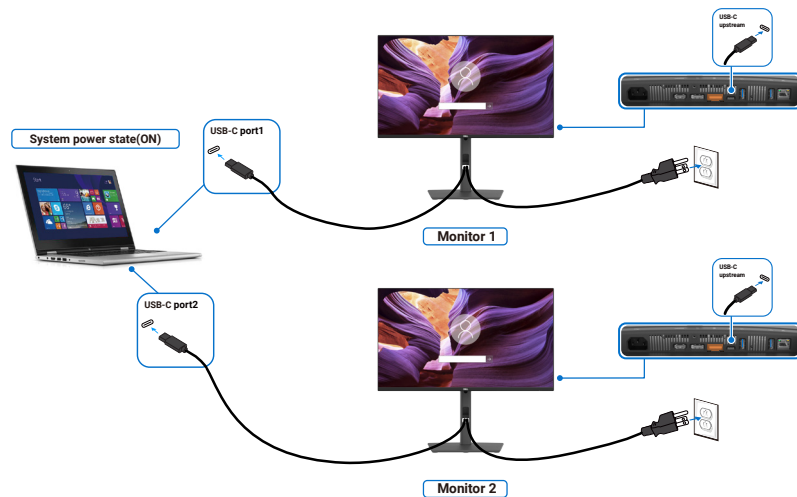 USB-C
upstream
System power state(ON)
USB-C port1
Monitor 1
USB-C
upstream
USB-C port2
Monitor 2